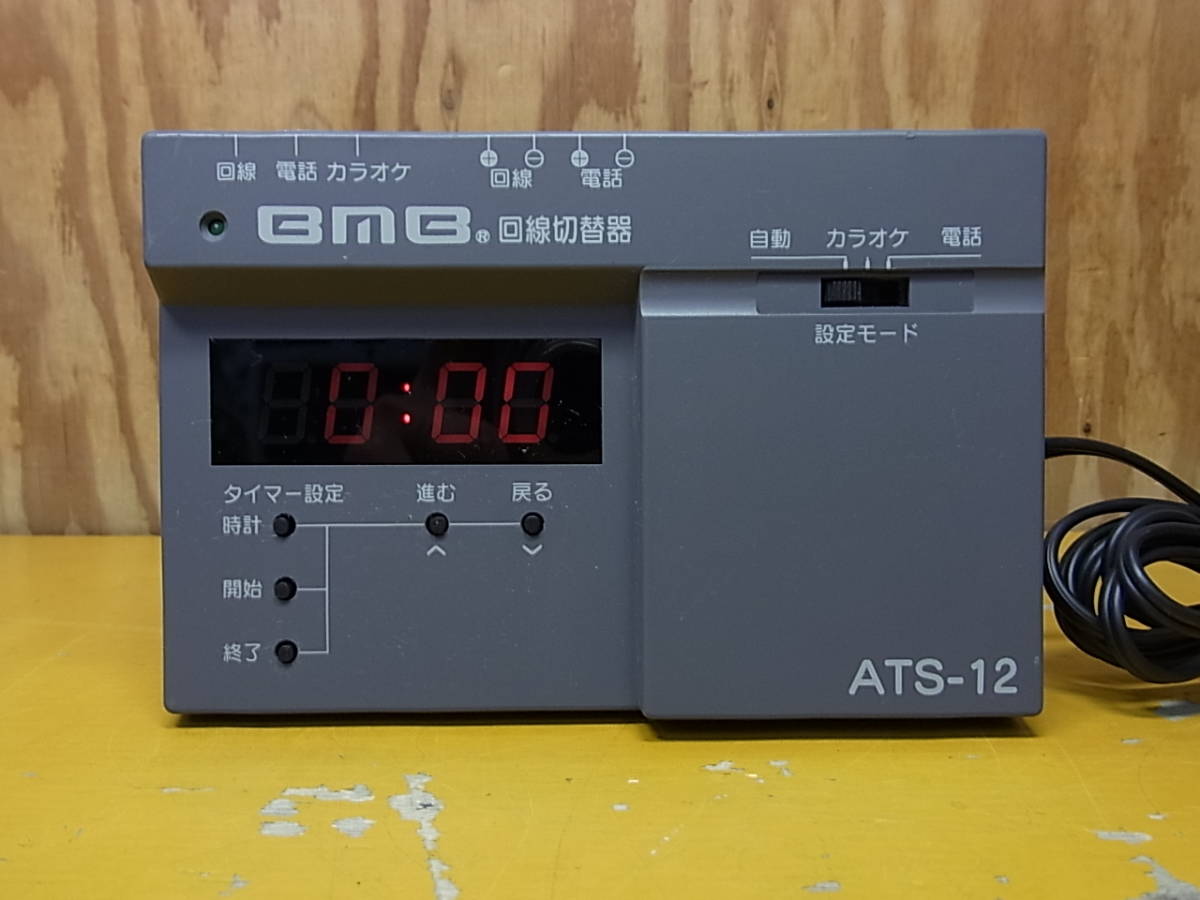 回線 電話 カラオケ ⊕ 回線 ⊖ ⊕ 電話 ⊖
BMB® 回線切替器
自動 カラオケ 電話
設定モード
0:00
タイマー設定 進む 戻る
時計
開始
終了
ATS-12